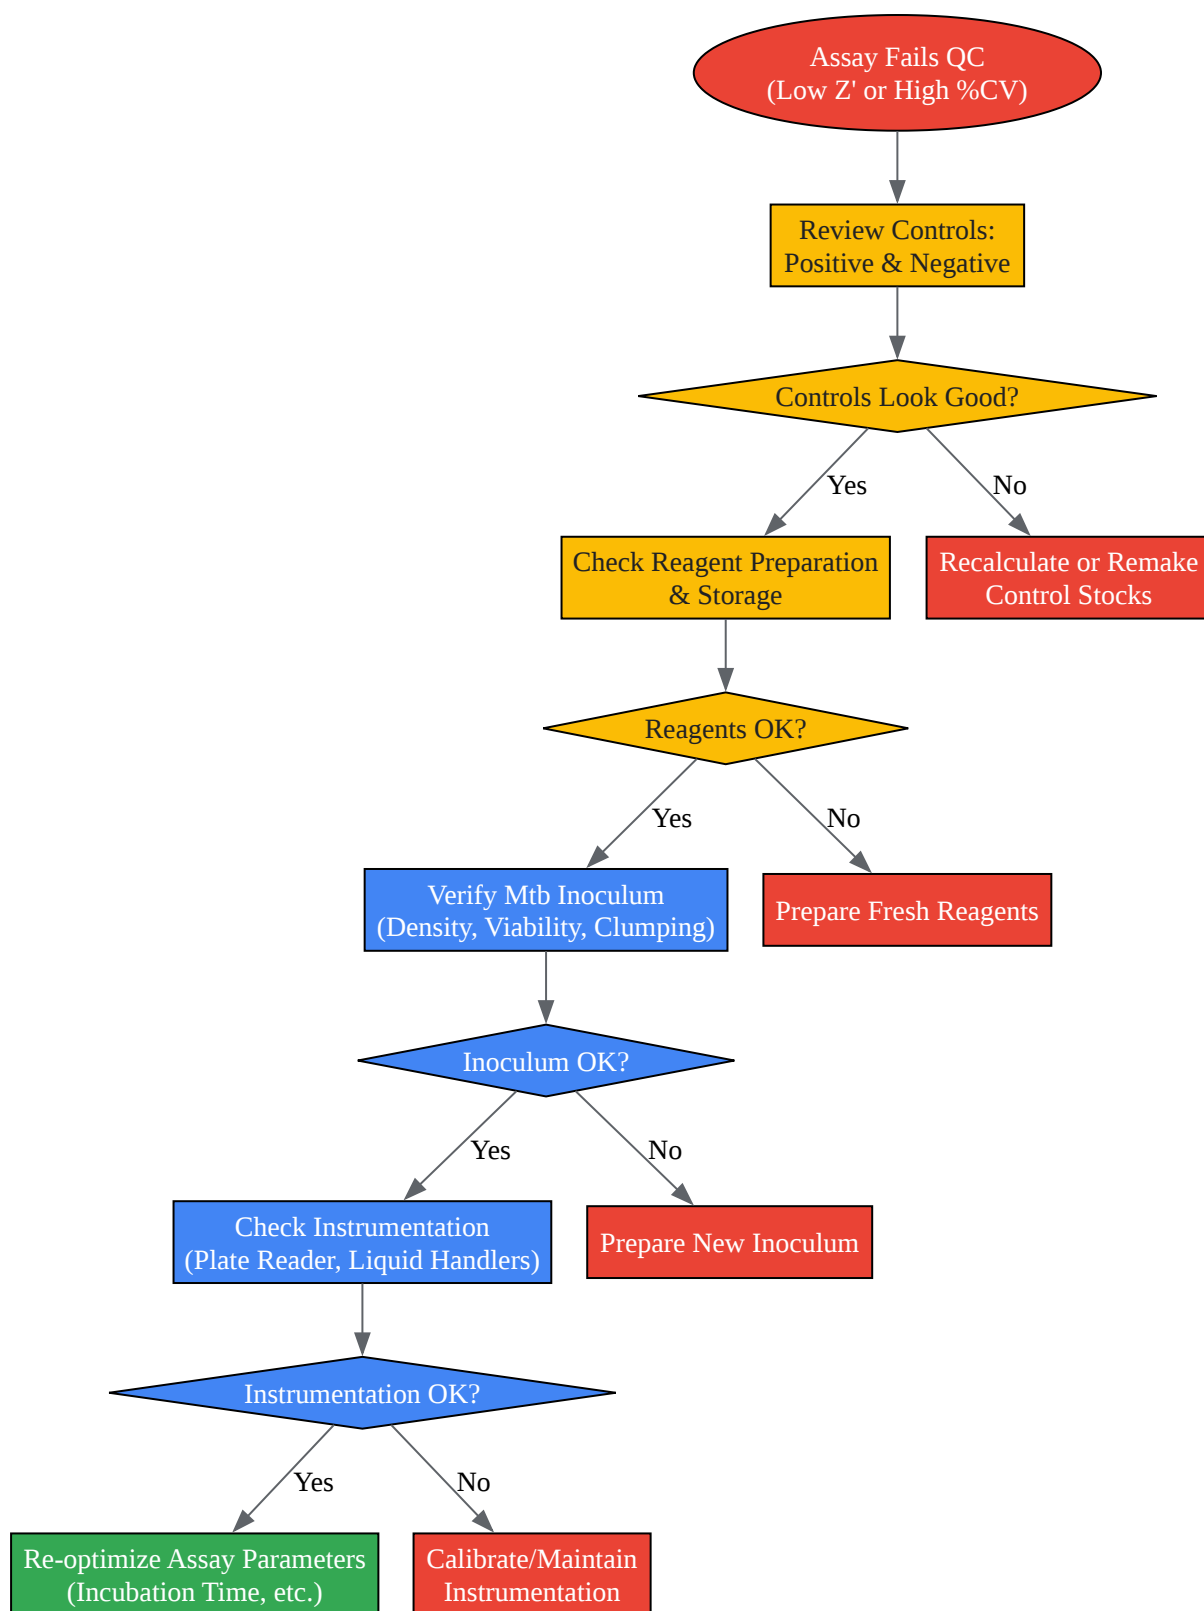 Assay Fails QC
(Low Z' or High %CV)
Review Controls:
Positive & Negative
Controls Look Good?
Yes
No
Check Reagent Preparation
& Storage
Recalculate or Remake
Control Stocks
Reagents OK?
Yes
No
Verify Mtb Inoculum
(Density, Viability, Clumping)
Prepare Fresh Reagents
Inoculum OK?
Yes
No
Check Instrumentation
(Plate Reader, Liquid Handlers)
Prepare New Inoculum
Instrumentation OK?
Yes
No
Re-optimize Assay Parameters
(Incubation Time, etc.)
Calibrate/Maintain
Instrumentation